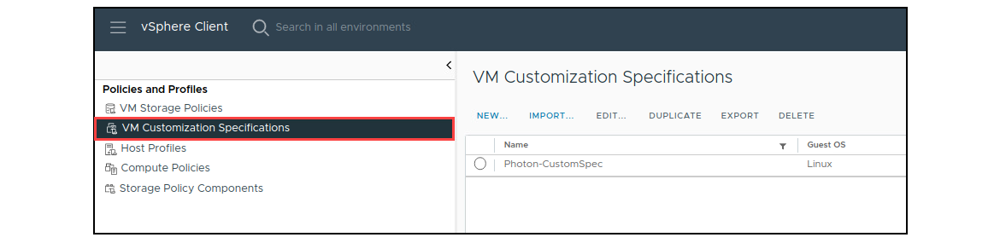 vSphere Client
Search in all environments
Policies and Profiles
VM Storage Policies
VM Customization Specifications
Host Profiles
Compute Policies
Storage Policy Components
VM Customization Specifications
NEW... IMPORT... EDIT... DUPLICATE EXPORT DELETE
Name Guest OS
Photon-CustomSpec Linux